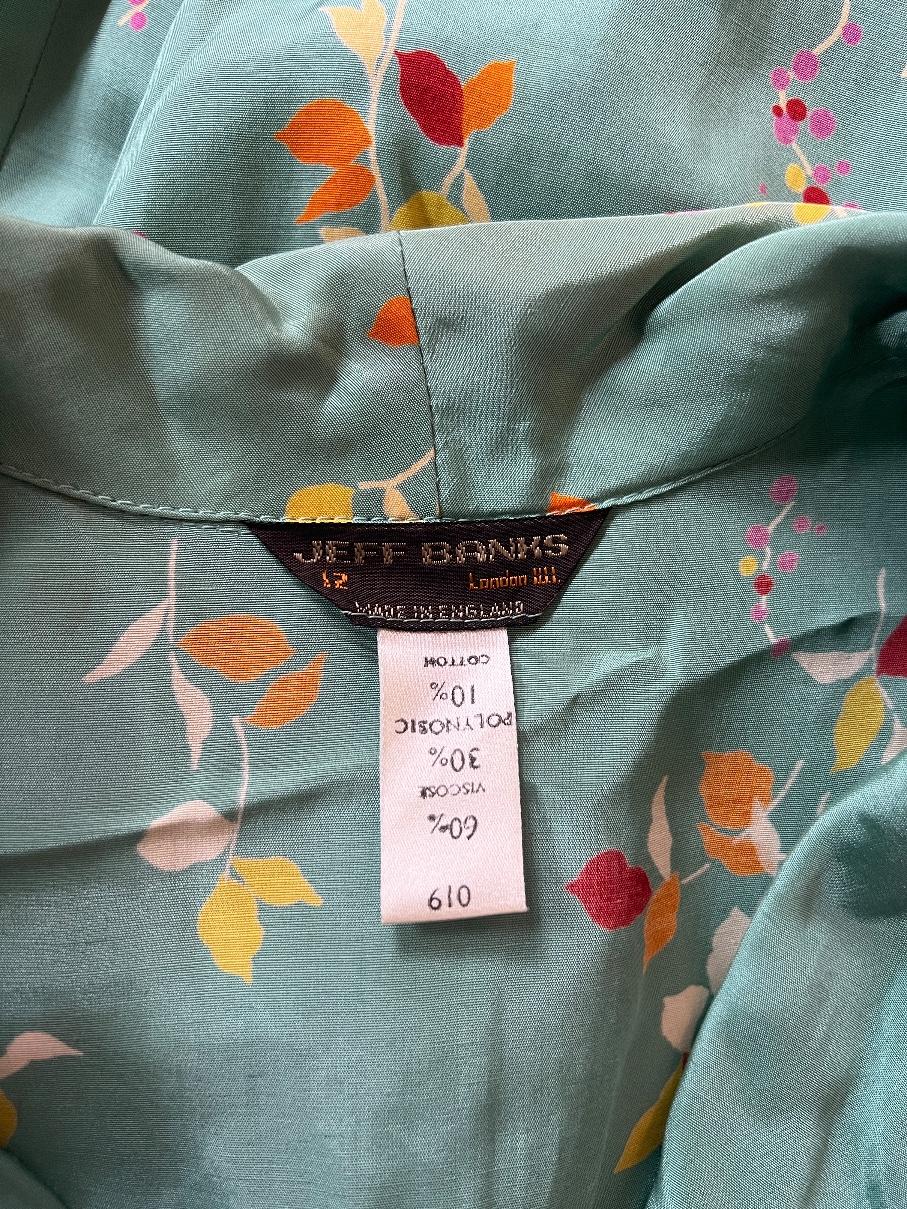 JEFF BANKS
12 London W.1.
MADE IN ENGLAND
019
60%
VISCOSE
30%
POLYNOSIC
10%
COTTON